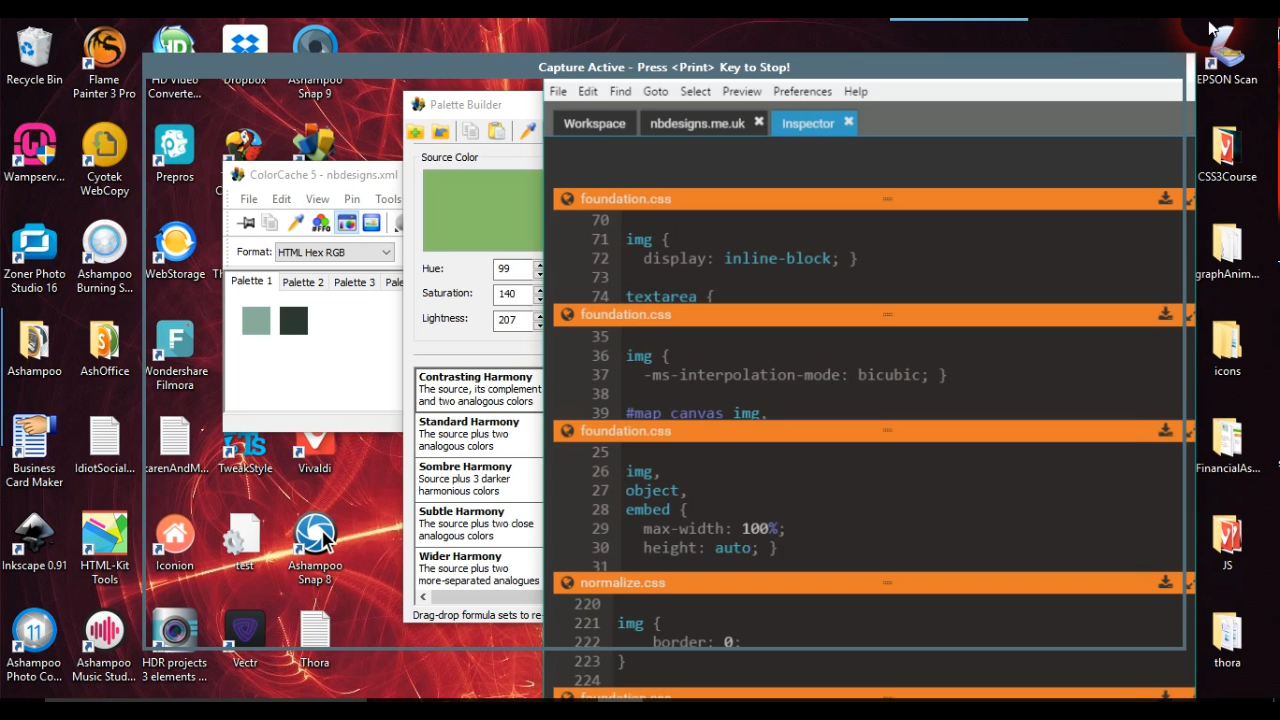 Capture Active - Press <Print> Key to Stop!
Recycle Bin
Flame
Painter 3 Pro
HD Video
Converte...
Dropbox
Ashampoo
Snap 9
EPSON Scan
Wampserv...
Cyotek
WebCopy
Prepros
CSS3Course
Zoner Photo
Studio 16
Ashampoo
Burning S...
WebStorage
graphAnim...
Ashampoo
AshOffice
Wondershare
Filmora
icons
Business
Card Maker
IdiotSocial...
arenAndM...
TweakStyle
Vivaldi
FinancialAs...
Inkscape 0.91
HTML-Kit
Tools
Iconion
test
Ashampoo
Snap 8
JS
Ashampoo
Photo Co...
Ashampoo
Music Stud...
HDR projects
3 elements ...
Vectr
Thora
thora
ColorCache 5 - nbdesigns.xml
File Edit View Pin Tools
#FF0
Format: HTML Hex RGB
Palette 1 Palette 2 Palette 3 Pale
Palette Builder
Source Color
Hue: 99
Saturation: 140
Lightness: 207
Contrasting Harmony
The source, its complement
and two analogous colors
Standard Harmony
The source plus two
analogous colors
Sombre Harmony
Source plus 3 darker
harmonious colors
Subtle Harmony
The source plus two close
analogous colors
Wider Harmony
The source plus two
more-separated analogues
Drag-drop formula sets to re
File Edit Find Goto Select Preview Preferences Help
Workspace nbdesigns.me.uk Inspector
foundation.css
70
71 img {
72 display: inline-block; }
73
74 textarea {
foundation.css
35
36 img {
37 -ms-interpolation-mode: bicubic; }
38
39 #map_canvas img,
foundation.css
25
26 img,
27 object,
28 embed {
29 max-width: 100%;
30 height: auto; }
31
normalize.css
220
221 img {
222 border: 0;
223 }
224
foundation.css